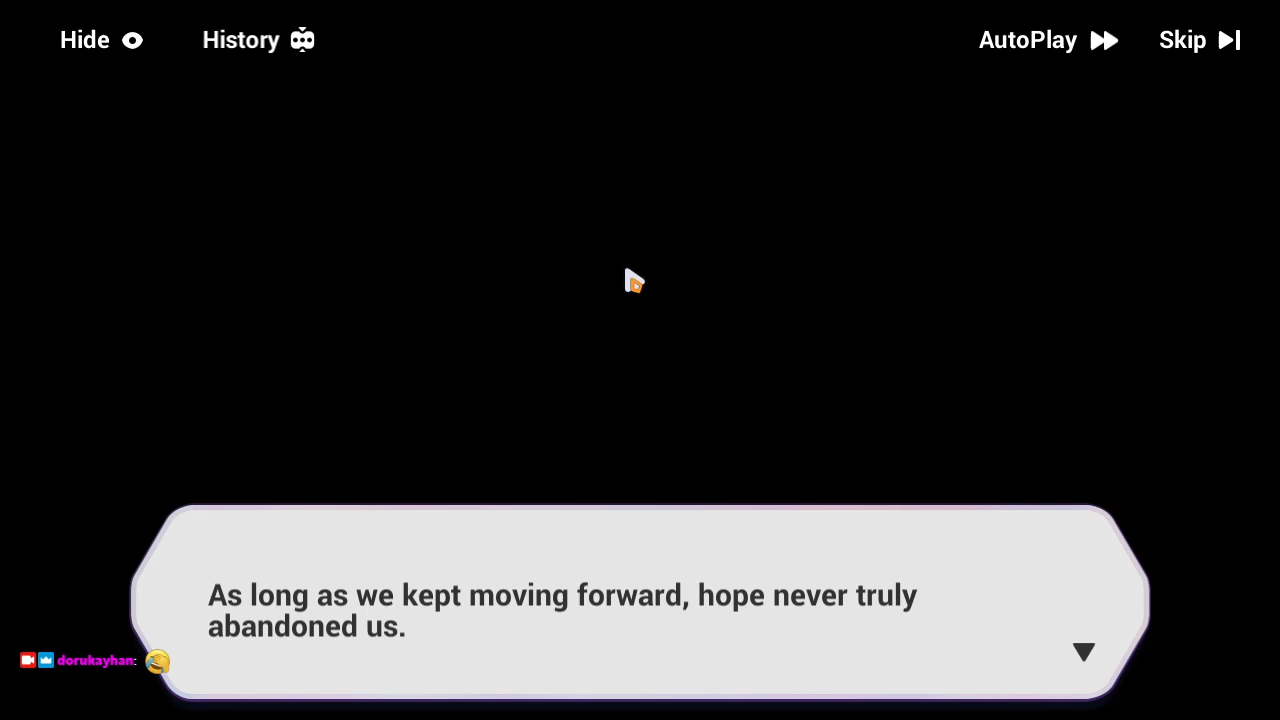 Hide
History
AutoPlay
Skip
As long as we kept moving forward, hope never truly
abandoned us.
dorukayhan: